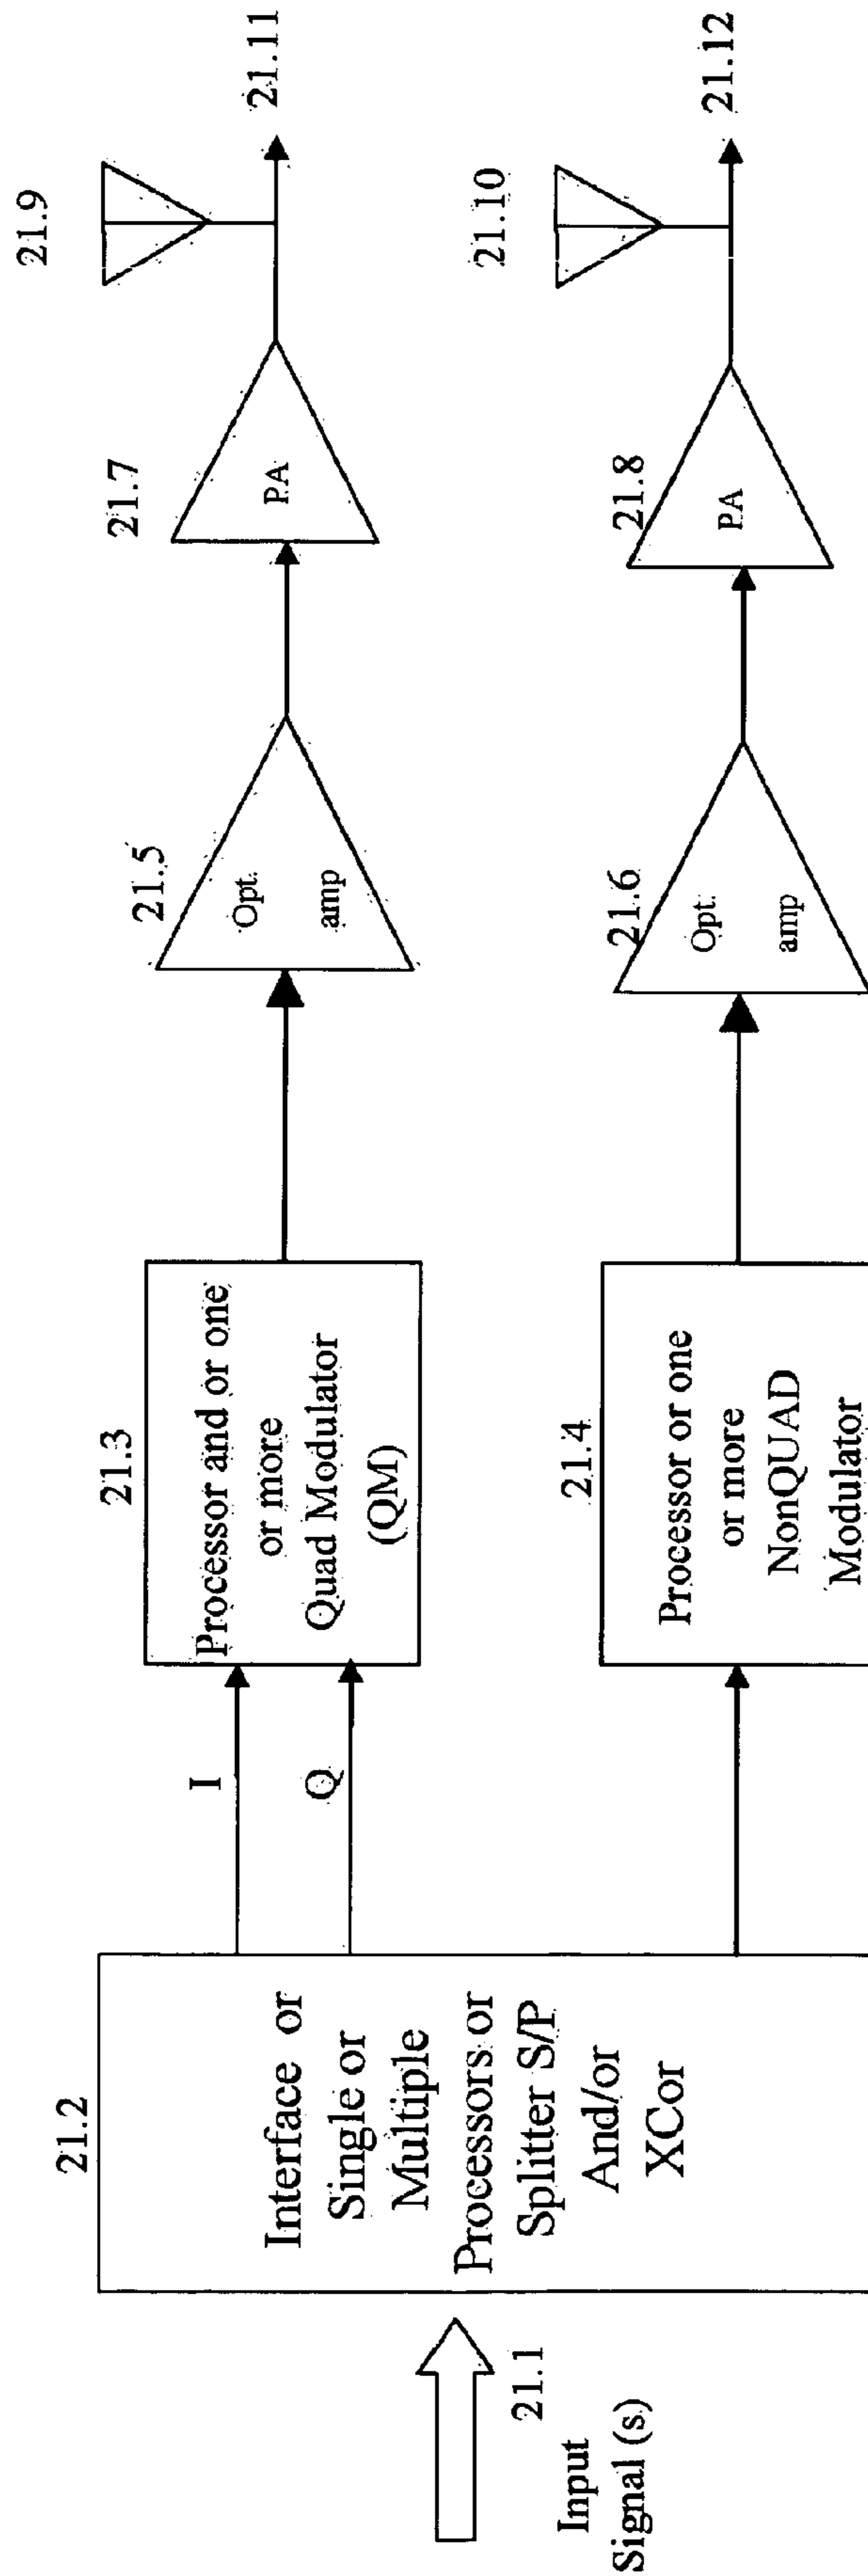 21.1
Input
Signal (s)
21.2
Interface or
Single or
Multiple
Processors or
Splitter S/P
And/or
XCor
I
Q
21.3
Processor and or one
or more
Quad Modulator
(QM)
21.5
Opt.
amp
21.7
PA
21.9
21.11
21.4
Processor or one
or more
NonQUAD
Modulator
21.6
Opt.
amp
21.8
PA
21.10
21.12